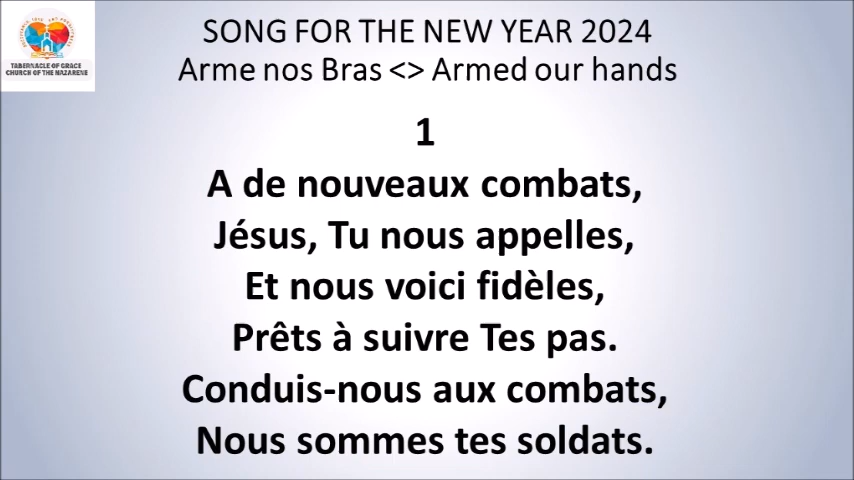 SONG FOR THE NEW YEAR 2024
Arme nos Bras <> Armed our hands
TABERNACLE OF GRACE
CHURCH OF THE NAZARENE
1
A de nouveaux combats,
Jésus, Tu nous appelles,
Et nous voici fidèles,
Prêts à suivre Tes pas.
Conduis-nous aux combats,
Nous sommes tes soldats.